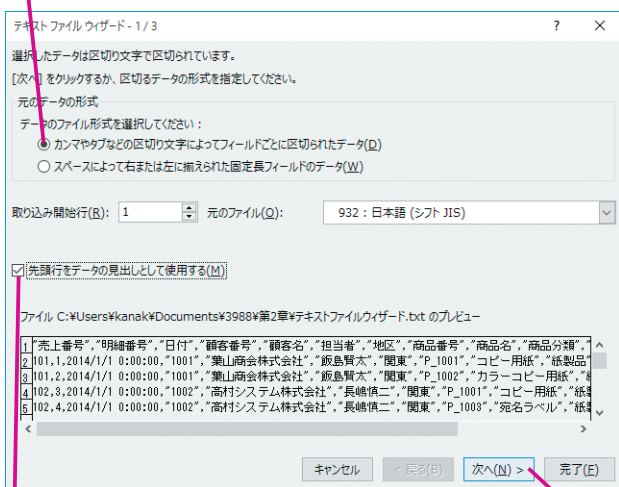 テキスト ファイル ウィザード - 1 / 3 ? ×
選択したデータは区切り文字で区切られています。
[次へ] をクリックするか、区切るデータの形式を指定してください。
元のデータの形式
データのファイル形式を選択してください：
カンマやタブなどの区切り文字によってフィールドごとに区切られたデータ(D)
スペースによって右または左に揃えられた固定長フィールドのデータ(W)
取り込み開始行(R): 1 元のファイル(O): 932 : 日本語 (シフト JIS)
先頭行をデータの見出しとして使用する(M)
ファイル C:¥Users¥kanak¥Documents¥3988¥第2章¥テキストファイルウィザード.txt のプレビュー
1 "売上番号","明細番号","日付","顧客番号","顧客名","担当者","地区","商品番号","商品名","商品分類","
2 101,1,2014/1/1 0:00:00,"1001","葉山商会株式会社","飯島賢太","関東","P_1001","コピー用紙","紙製品"
3 101,2,2014/1/1 0:00:00,"1001","葉山商会株式会社","飯島賢太","関東","P_1002","カラーコピー用紙","
4 102,3,2014/1/1 0:00:00,"1002","高村システム株式会社","長嶋慎二","関東","P_1001","コピー用紙","紙
5 102,4,2014/1/1 0:00:00,"1002","高村システム株式会社","長嶋慎二","関東","P_1003","宛名ラベル","紙
キャンセル < 戻る(B) 次へ(N) > 完了(F)